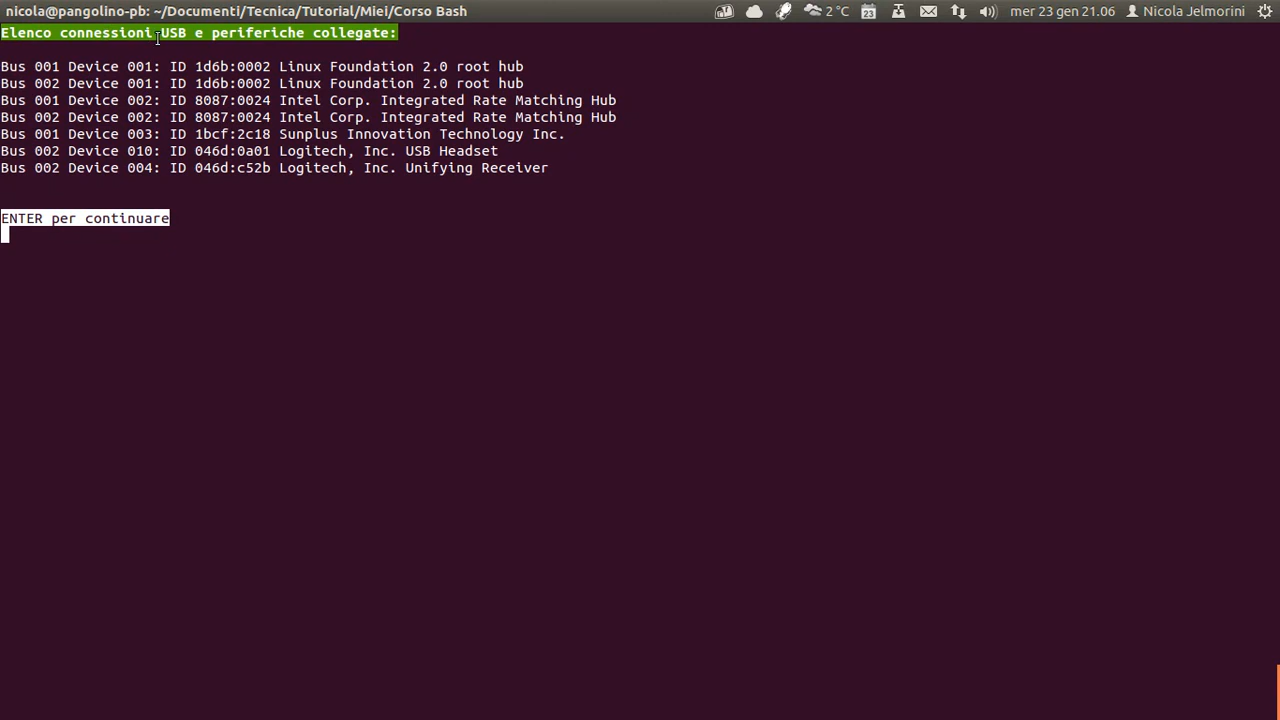 nicola@pangolino-pb: ~/Documenti/Tecnica/Tutorial/Miei/Corso Bash 2°C 23 mer 23 gen 21.06 Nicola Jelmorini
Elenco connessioni USB e periferiche collegate:
Bus 001 Device 001: ID 1d6b:0002 Linux Foundation 2.0 root hub
Bus 002 Device 001: ID 1d6b:0002 Linux Foundation 2.0 root hub
Bus 001 Device 002: ID 8087:0024 Intel Corp. Integrated Rate Matching Hub
Bus 002 Device 002: ID 8087:0024 Intel Corp. Integrated Rate Matching Hub
Bus 001 Device 003: ID 1bcf:2c18 Sunplus Innovation Technology Inc.
Bus 002 Device 010: ID 046d:0a01 Logitech, Inc. USB Headset
Bus 002 Device 004: ID 046d:c52b Logitech, Inc. Unifying Receiver
ENTER per continuare